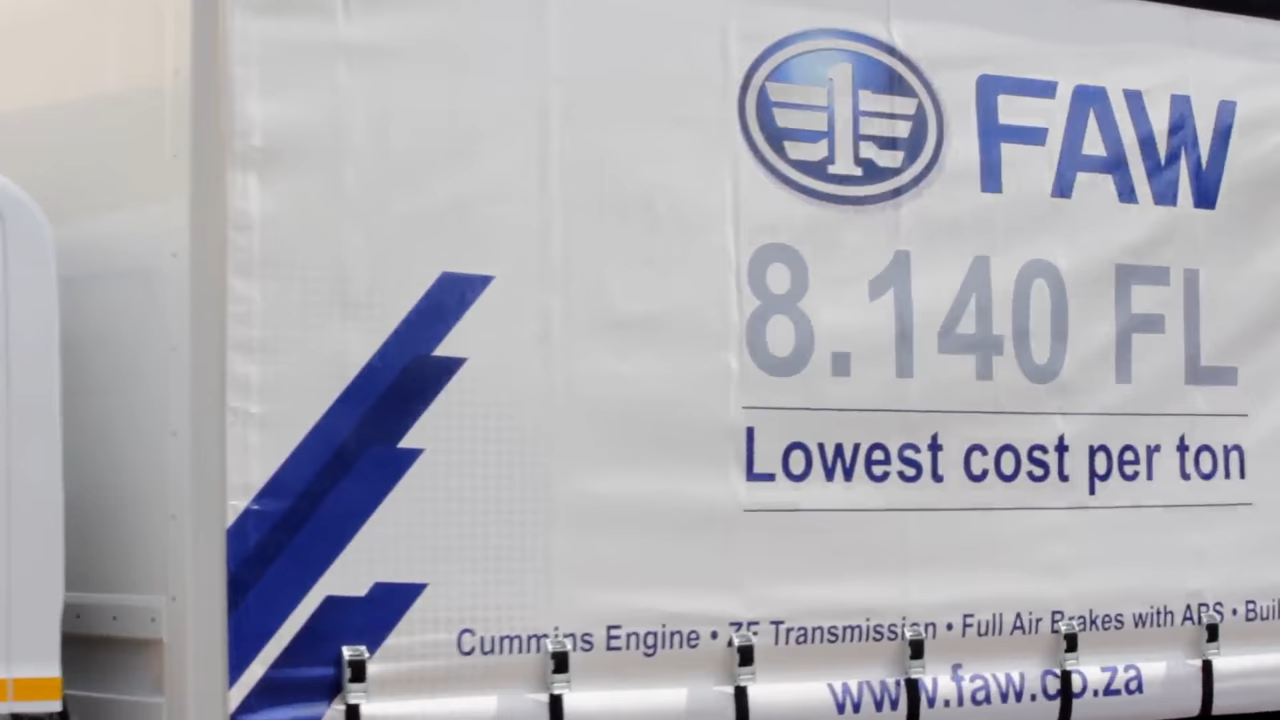 1 FAW
8.140 FL
Lowest cost per ton
Cummins Engine • ZF Transmission • Full Air Brakes with ABS •
www.faw.co.za